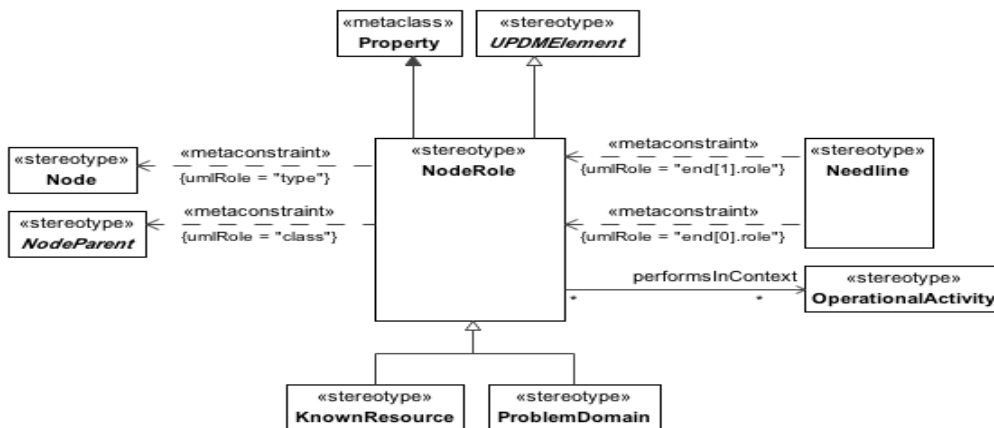 «metaclass»
Property
«stereotype»
UPDMElement
«stereotype»
Node
«metaconstraint»
{umlRole = "type"}
«stereotype»
NodeParent
«metaconstraint»
{umlRole = "class"}
«stereotype»
NodeRole
«metaconstraint»
{umlRole = "end[1].role"}
«metaconstraint»
{umlRole = "end[0].role"}
«stereotype»
Needline
performsInContext
*
*
«stereotype»
OperationalActivity
«stereotype»
KnownResource
«stereotype»
ProblemDomain